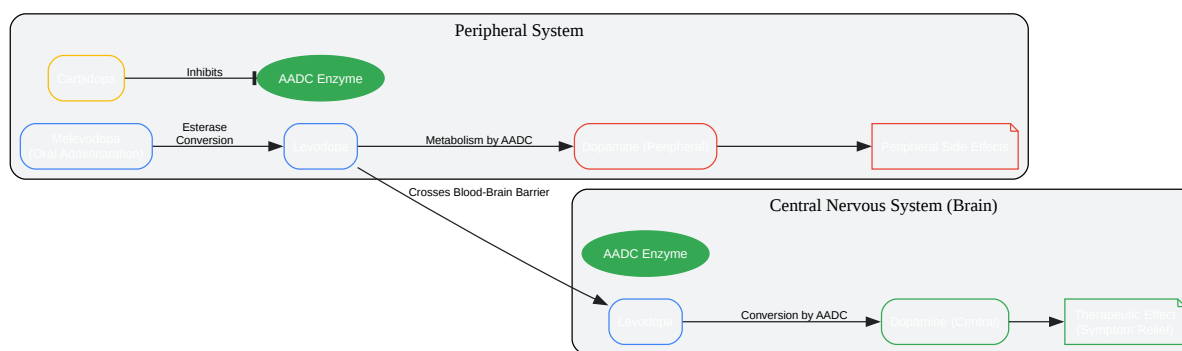 Peripheral System
Carbidopa
Inhibits
AADC Enzyme
Melevodopa
(Oral Administration)
Esterase
Conversion
Levodopa
Metabolism by AADC
Dopamine (Peripheral)
Peripheral Side Effects
Crosses Blood-Brain Barrier
Central Nervous System (Brain)
AADC Enzyme
Levodopa
Conversion by AADC
Dopamine (Central)
Therapeutic Effect
(Symptom Relief)